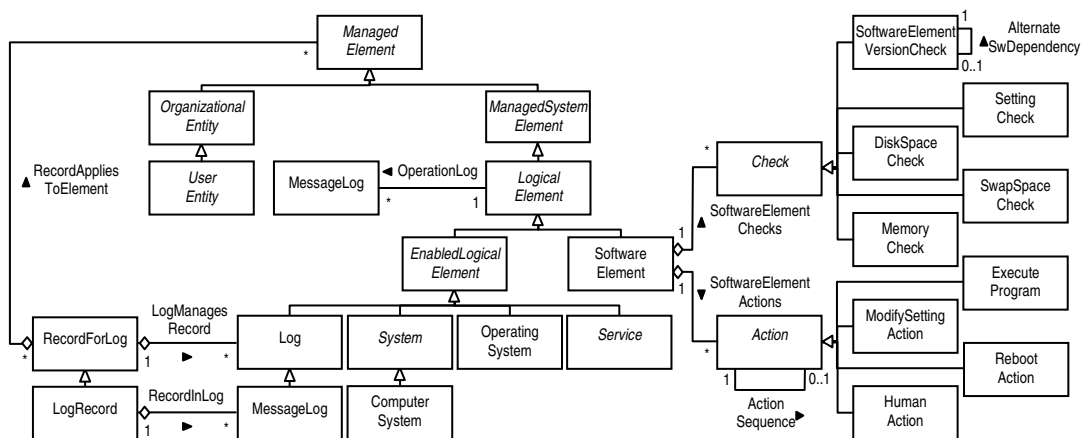 Managed
Element
*
SoftwareElement
VersionCheck
1
0..1
Alternate
SwDependency
Organizational
Entity
ManagedSystem
Element
Setting
Check
RecordApplies
ToElement
User
Entity
MessageLog
OperationLog
*
1
Logical
Element
*
Check
DiskSpace
Check
SwapSpace
Check
EnabledLogical
Element
Software
Element
1
SoftwareElement
Checks
Memory
Check
1
SoftwareElement
Actions
Execute
Program
LogManages
Record
RecordForLog
*
1
*
Log
System
Operating
System
Service
*
Action
1
0..1
Action
Sequence
ModifySetting
Action
Reboot
Action
LogRecord
RecordInLog
1
*
MessageLog
Computer
System
Human
Action